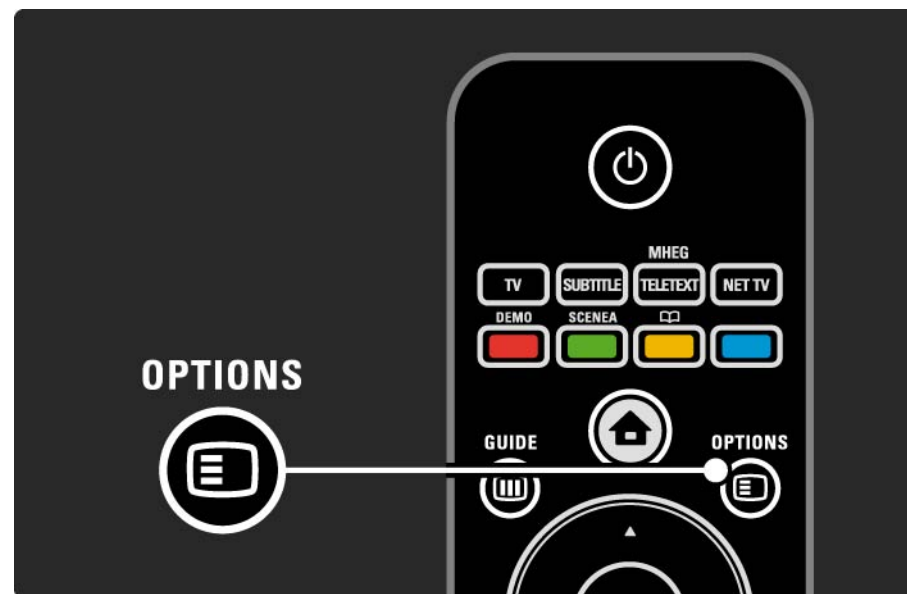 MHEG
TV SUBTITLE TELETEXT NET TV
DEMO SCENEA
OPTIONS
GUIDE OPTIONS